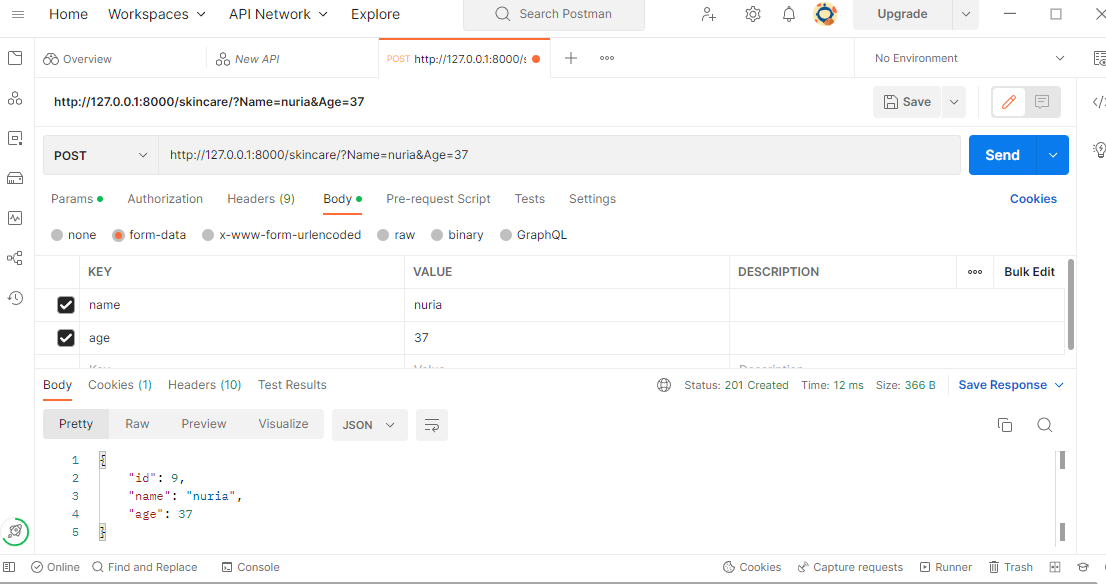 Home Workspaces API Network Explore Search Postman Upgrade
Overview New API POST http://127.0.0.1:8000/s No Environment
http://127.0.0.1:8000/skincare/?Name=nuria&Age=37 Save
POST http://127.0.0.1:8000/skincare/?Name=nuria&Age=37 Send
Params Authorization Headers (9) Body Pre-request Script Tests Settings Cookies
none form-data x-www-form-urlencoded raw binary GraphQL
KEY VALUE DESCRIPTION Bulk Edit
name nuria
age 37
Key Value Description
Body Cookies (1) Headers (10) Test Results Status: 201 Created Time: 12 ms Size: 366 B Save Response
Pretty Raw Preview Visualize JSON
1 {
2 "id": 9,
3 "name": "nuria",
4 "age": 37
5 }
Online Find and Replace Console Cookies Capture requests Runner Trash